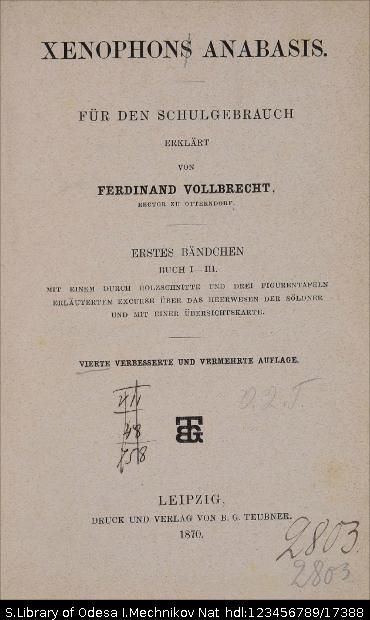 XENOPHONS ANABASIS.
FÜR DEN SCHULGEBRAUCH
ERKLÄRT
VON
FERDINAND VOLLBRECHT,
RECTOR ZU OTTERNDORF.
ERSTES BÄNDCHEN
BUCH I—III.
MIT EINEM DURCH HOLZSCHNITTE UND DREI FIGURENTAFELN
ERLÄUTERTEN EXCURSE ÜBER DAS HEERWESEN DER SÖLDNER
UND MIT EINER ÜBERSICHTSKARTE.
VIERTE VERBESSERTE UND VERMEHRTE AUFLAGE.
48
BGT
LEIPZIG,
DRUCK UND VERLAG VON B. G. TEUBNER.
1870.
2803
2803
S.Library of Odesa I.Mechnikov Nat hdl:123456789/17388